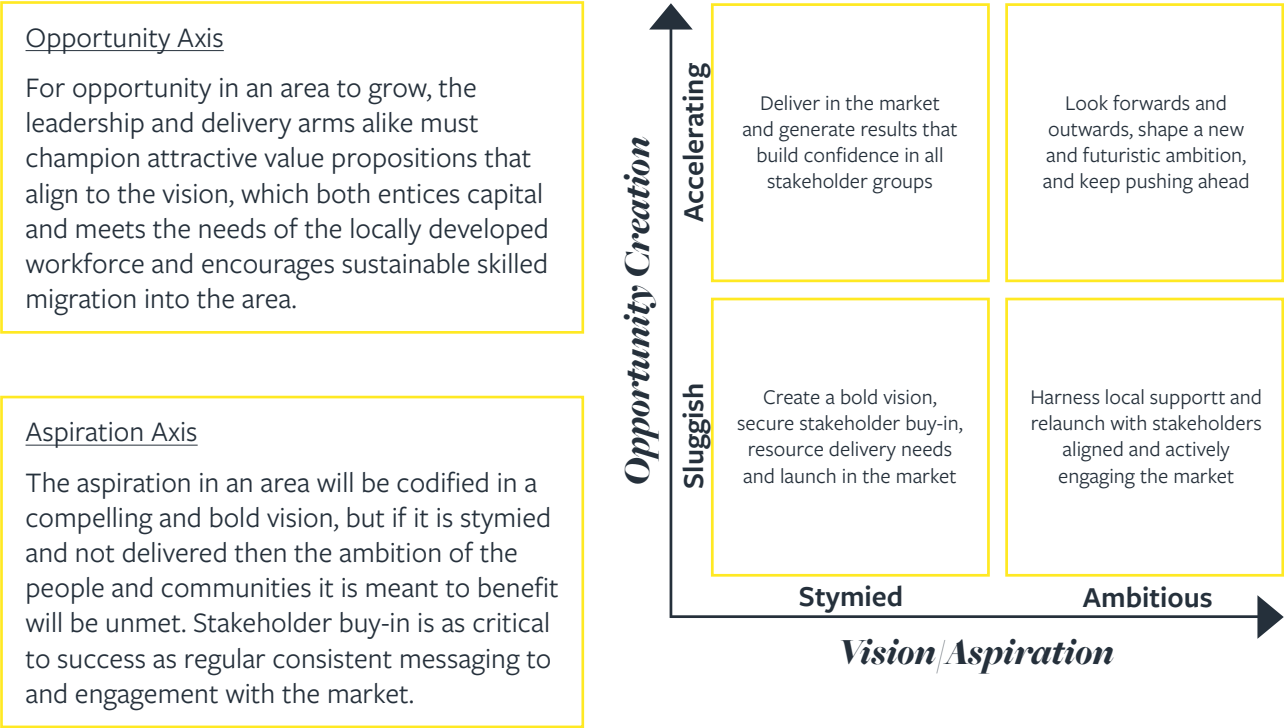 Opportunity Axis
For opportunity in an area to grow, the
leadership and delivery arms alike must
champion attractive value propositions that
align to the vision, which both entices capital
and meets the needs of the locally developed
workforce and encourages sustainable skilled
migration into the area.
Aspiration Axis
The aspiration in an area will be codified in a
compelling and bold vision, but if it is stymied
and not delivered then the ambition of the
people and communities it is meant to benefit
will be unmet. Stakeholder buy-in is as critical
to success as regular consistent messaging to
and engagement with the market.
Opportunity Creation
Accelerating
Deliver in the market
and generate results that
build confidence in all
stakeholder groups
Look forwards and
outwards, shape a new
and futuristic ambition,
and keep pushing ahead
Sluggish
Create a bold vision,
secure stakeholder buy-in,
resource delivery needs
and launch in the market
Harness local supportt and
relaunch with stakeholders
aligned and actively
engaging the market
Stymied
Ambitious
Vision/Aspiration